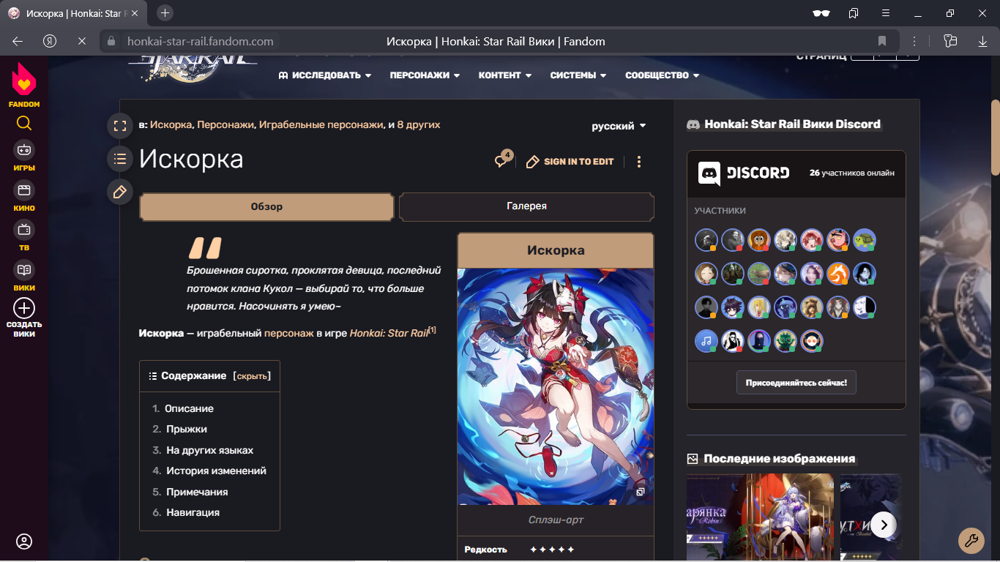 Искорка | Honkai: Star R
honkai-star-rail.fandom.com
Искорка | Honkai: Star Rail Вики | Fandom
STAR RAIL
СТРАНИЦ
ИССЛЕДОВАТЬ
ПЕРСОНАЖИ
КОНТЕНТ
СИСТЕМЫ
СООБЩЕСТВО
FANDOM
ИГРЫ
КИНО
ТВ
ВИКИ
СОЗДАТЬ
ВИКИ
в: Искорка, Персонажи, Играбельные персонажи, и 8 других
русский
Искорка
4
SIGN IN TO EDIT
Обзор
Галерея
Брошенная сиротка, проклятая девица, последний
потомок клана Кукол — выбирай то, что больше
нравится. Насочинять я умею~
Искорка — играбельный персонаж в игре Honkai: Star Rail[1]
Содержание [скрыть]
1. Описание
2. Прыжки
3. На других языках
4. История изменений
5. Примечания
6. Навигация
Искорка
Сплэш-арт
Редкость ✦ ✦ ✦ ✦ ✦
Honkai: Star Rail Вики Discord
DISCORD
26 участников онлайн
УЧАСТНИКИ
Присоединяйтесь сейчас!
Последние изображения
Robin